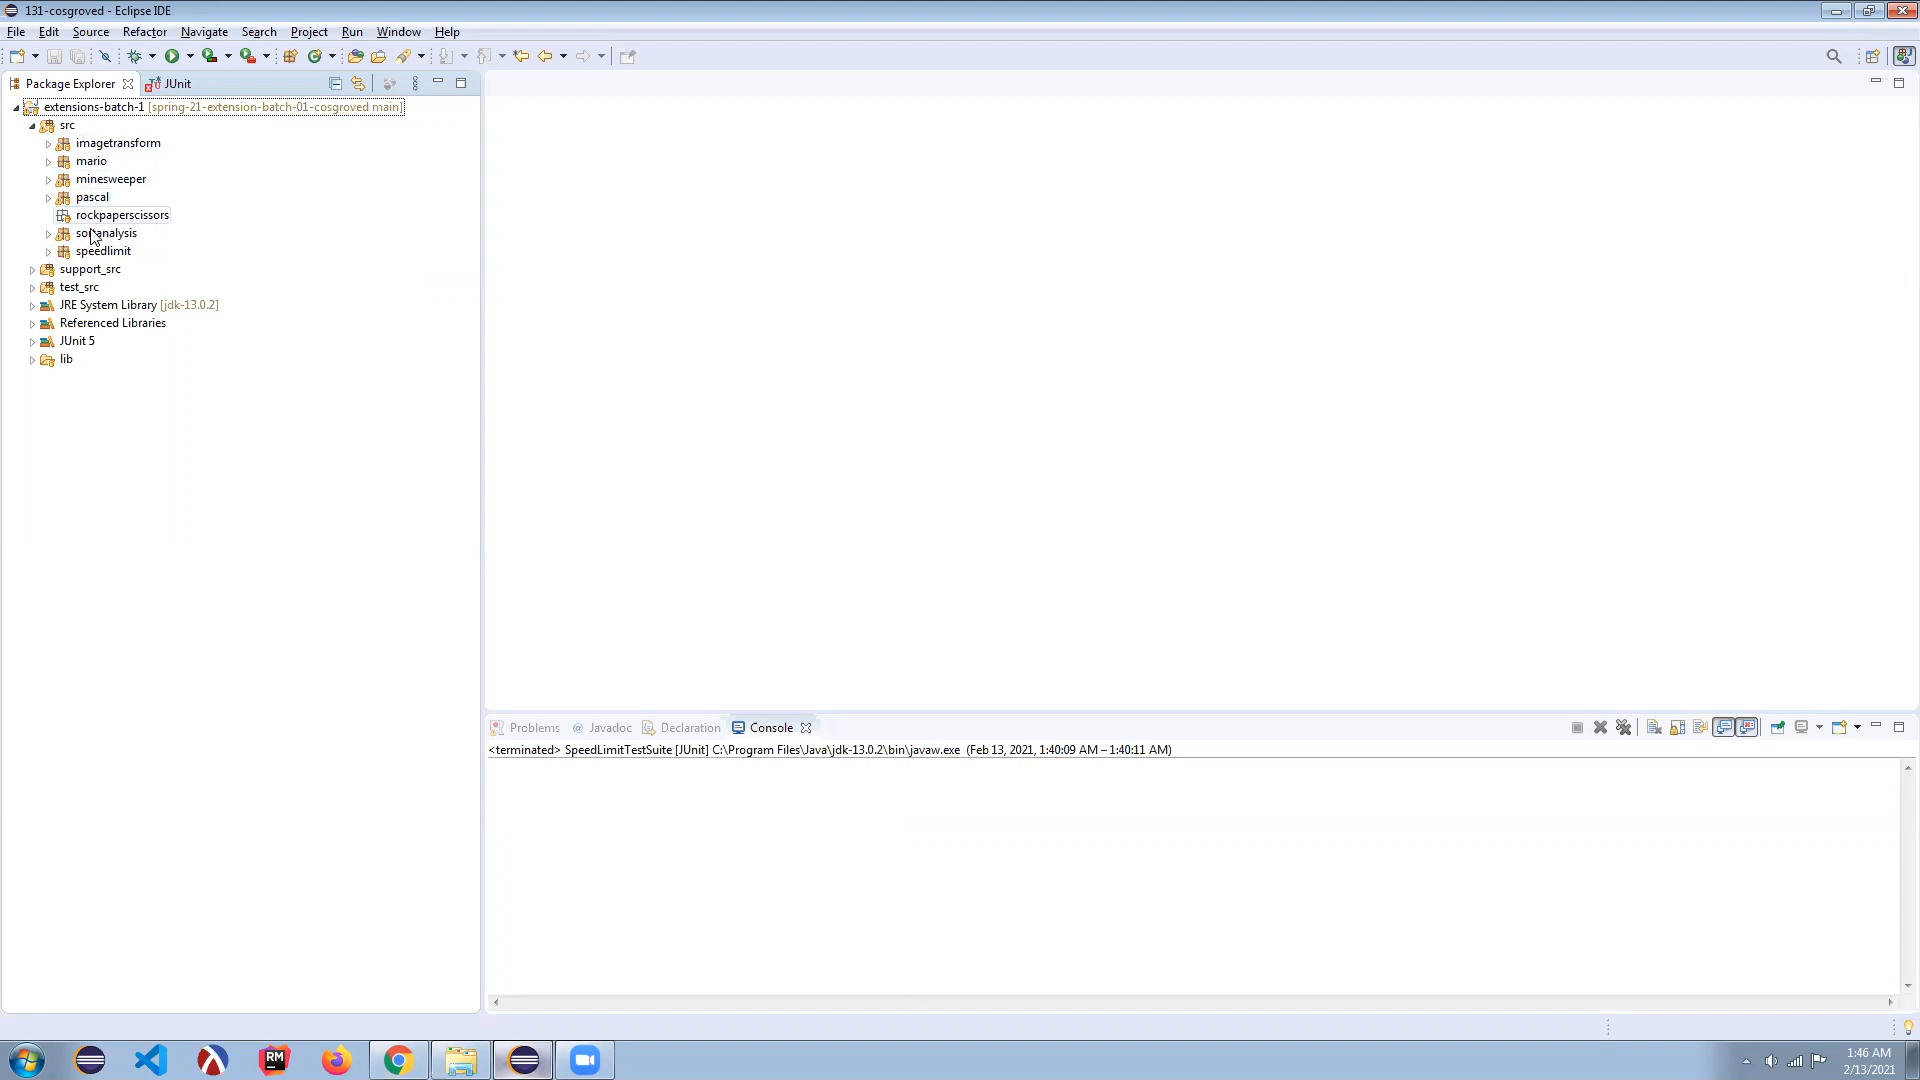 131-cosgroved - Eclipse IDE
File Edit Source Refactor Navigate Search Project Run Window Help
Package Explorer JUnit
extensions-batch-1 [spring-21-extension-batch-01-cosgroved main]
src
imagetransform
mario
minesweeper
pascal
rockpaperscissors
speedlimit
support_src
test_src
JRE System Library [jdk-13.0.2]
Referenced Libraries
JUnit 5
lib
Problems Javadoc Declaration Console
<terminated> SpeedLimitTestSuite [JUnit] C:\Program Files\Java\jdk-13.0.2\bin\javaw.exe (Feb 13, 2021, 1:40:09 AM – 1:40:11 AM)
RM
1:46 AM
2/13/2021